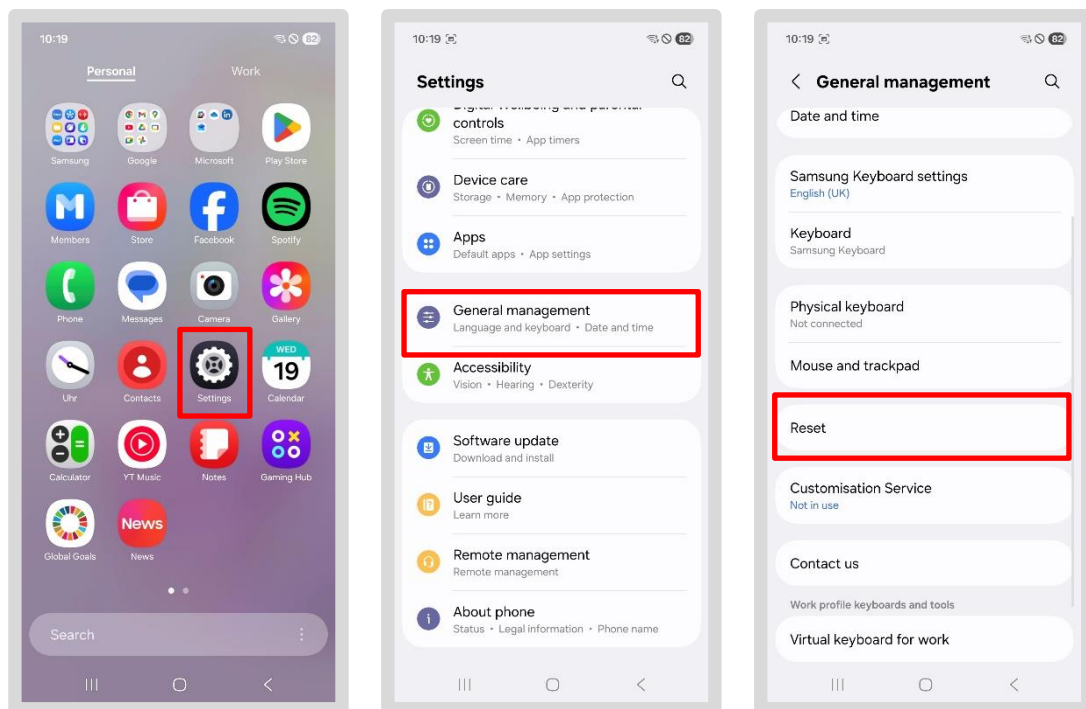 10:19
82
Personal Work
Samsung Google Microsoft Play Store
Members Store Facebook Spotify
Phone Messages Camera Gallery
WED
19
Uhr Contacts Settings Calendar
Calculator YT Music Notes Gaming Hub
News
Global Goals News
Search
10:19
82
Settings
Digital Wellbeing and parental
controls
Screen time • App timers
Device care
Storage • Memory • App protection
Apps
Default apps • App settings
General management
Language and keyboard • Date and time
Accessibility
Vision • Hearing • Dexterity
Software update
Download and install
User guide
Learn more
Remote management
Remote management
About phone
Status • Legal information • Phone name
10:19
82
General management
Date and time
Samsung Keyboard settings
English (UK)
Keyboard
Samsung Keyboard
Physical keyboard
Not connected
Mouse and trackpad
Reset
Customisation Service
Not in use
Contact us
Work profile keyboards and tools
Virtual keyboard for work